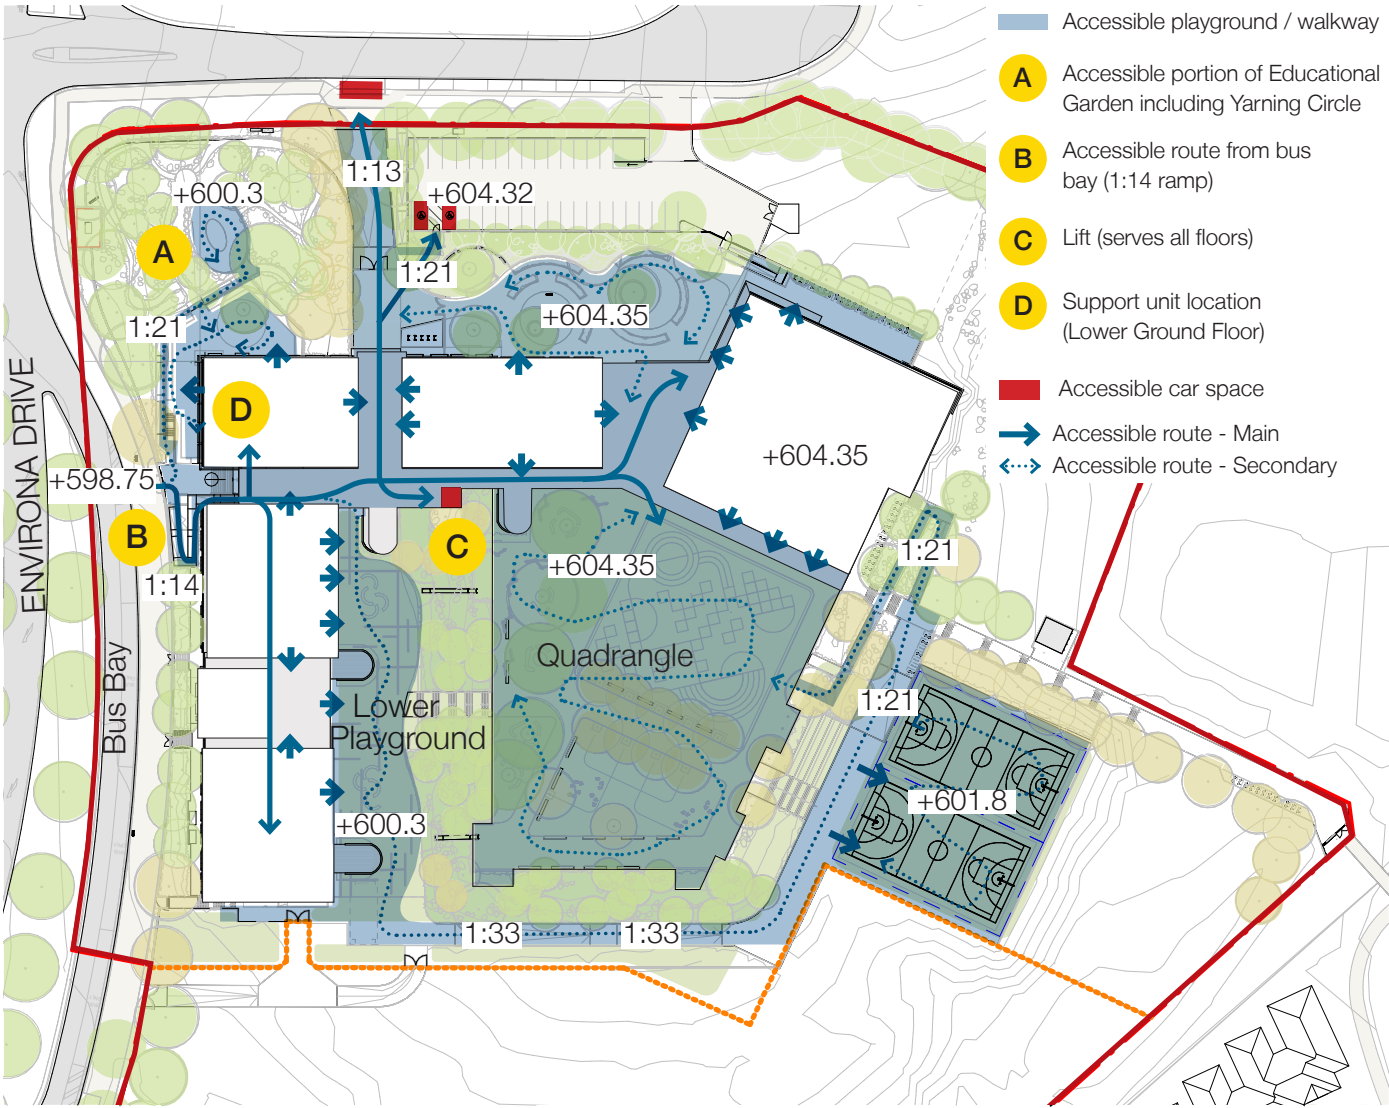 Accessible playground / walkway
A
Accessible portion of Educational
Garden including Yarning Circle
B
Accessible route from bus
bay (1:14 ramp)
C
Lift (serves all floors)
D
Support unit location
(Lower Ground Floor)
Accessible car space
Accessible route - Main
Accessible route - Secondary
1:13
+600.3
+604.32
A
1:21
+604.35
1:21
D
+604.35
+598.75
ENVIRONA DRIVE
B
C
1:21
+604.35
1:14
Quadrangle
Bus Bay
Lower
Playground
1:21
+601.8
+600.3
1:33
1:33